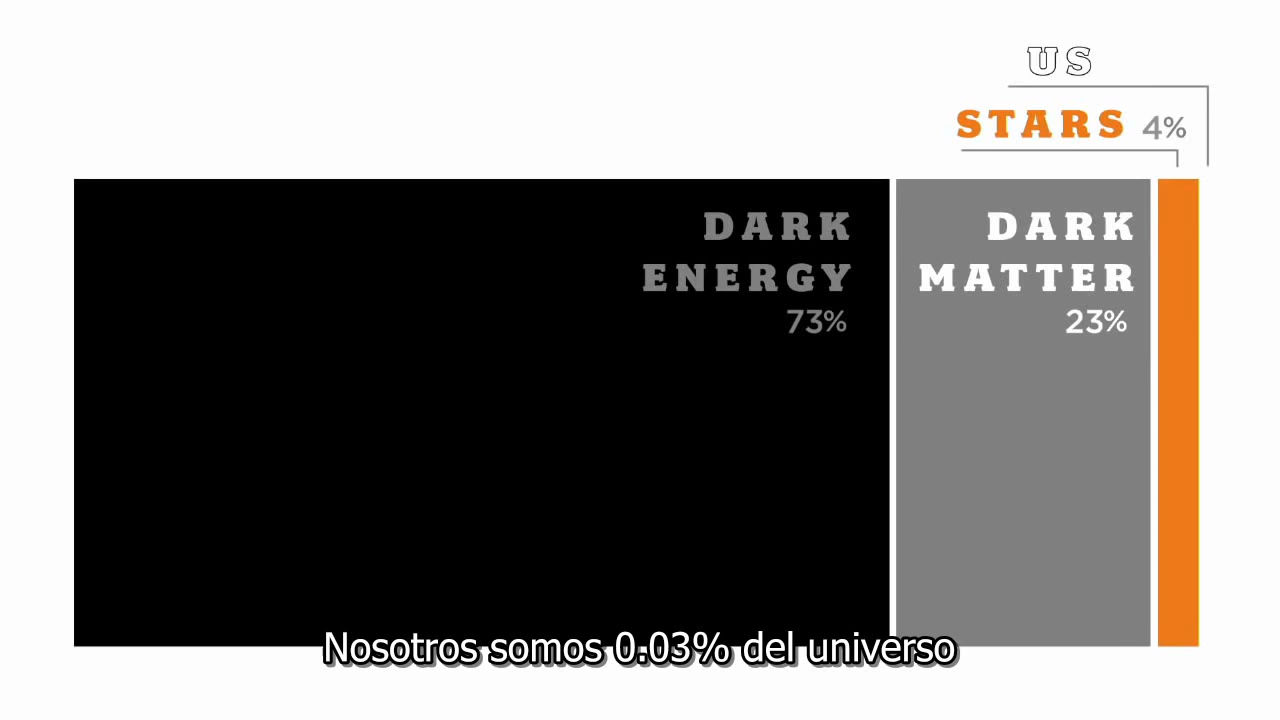 US
STARS 4%
DARK
ENERGY
73%
DARK
MATTER
23%
Nosotros somos 0.03% del universo